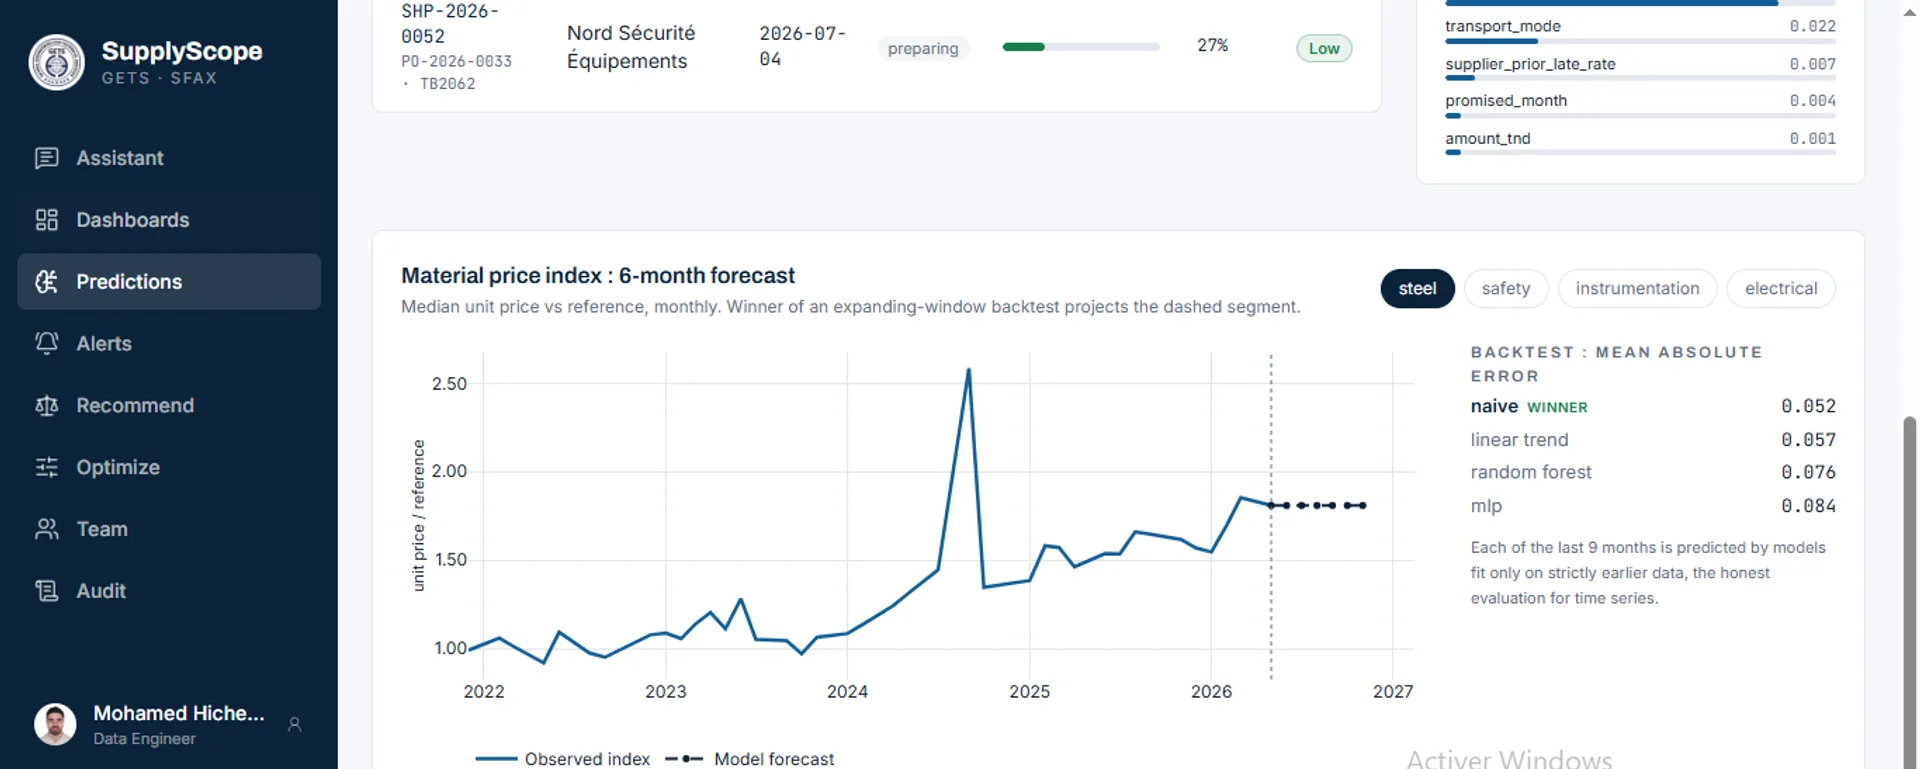 SupplyScope
GETS · SFAX
Assistant
Dashboards
Predictions
Alerts
Recommend
Optimize
Team
Audit
Mohamed Hiche...
Data Engineer
SHP-2026-
0052
PO-2026-0033
· TB2062
Nord Sécurité
Équipements
2026-07-
04
preparing
27%
Low
transport_mode 0.022
supplier_prior_late_rate 0.007
promised_month 0.004
amount_tnd 0.001
Material price index : 6-month forecast
Median unit price vs reference, monthly. Winner of an expanding-window backtest projects the dashed segment.
steel safety instrumentation electrical
unit price / reference
2.50
2.00
1.50
1.00
2022 2023 2024 2025 2026 2027
Observed index Model forecast
BACKTEST : MEAN ABSOLUTE
ERROR
naive WINNER 0.052
linear trend 0.057
random forest 0.076
mlp 0.084
Each of the last 9 months is predicted by models
fit only on strictly earlier data, the honest
evaluation for time series.
Activer Windows